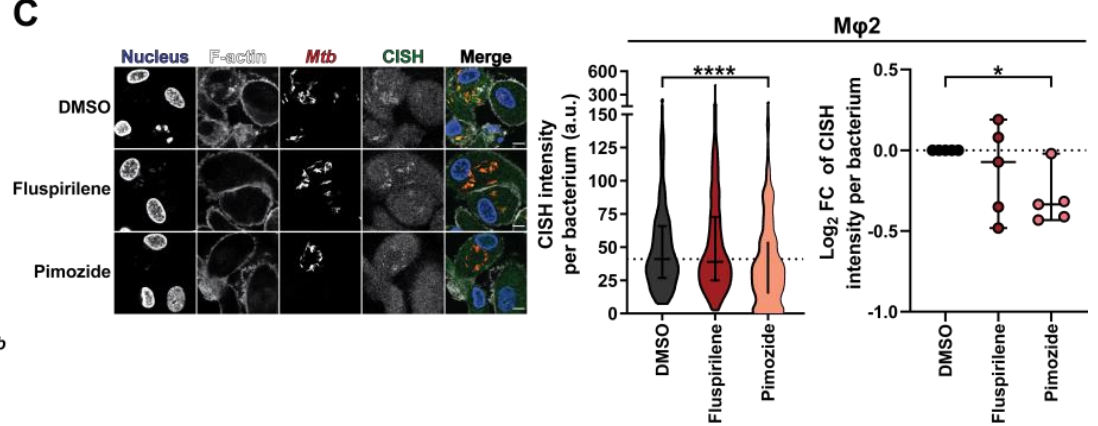 C
Nucleus F-actin Mtb CISH Merge
DMSO
Fluspirilene
Pimozide
b
Mφ2
CISH intensity
per bacterium (a.u.)
600
300
150
125
100
75
50
25
0
****
DMSO
Fluspirilene
Pimozide
Log₂ FC of CISH
intensity per bacterium
0.5
0.0
-0.5
-1.0
*
DMSO
Fluspirilene
Pimozide